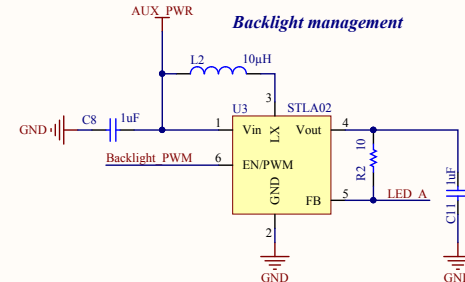 AUX_PWR
Backlight management
L2
10µH
3
U3
STLA02
C8
1uF
GND
1
Vin
LX
Vout
4
Backlight_PWM
6
EN/PWM
GND
FB
5
LED_A
R2
10
C11
1uF
2
GND
GND